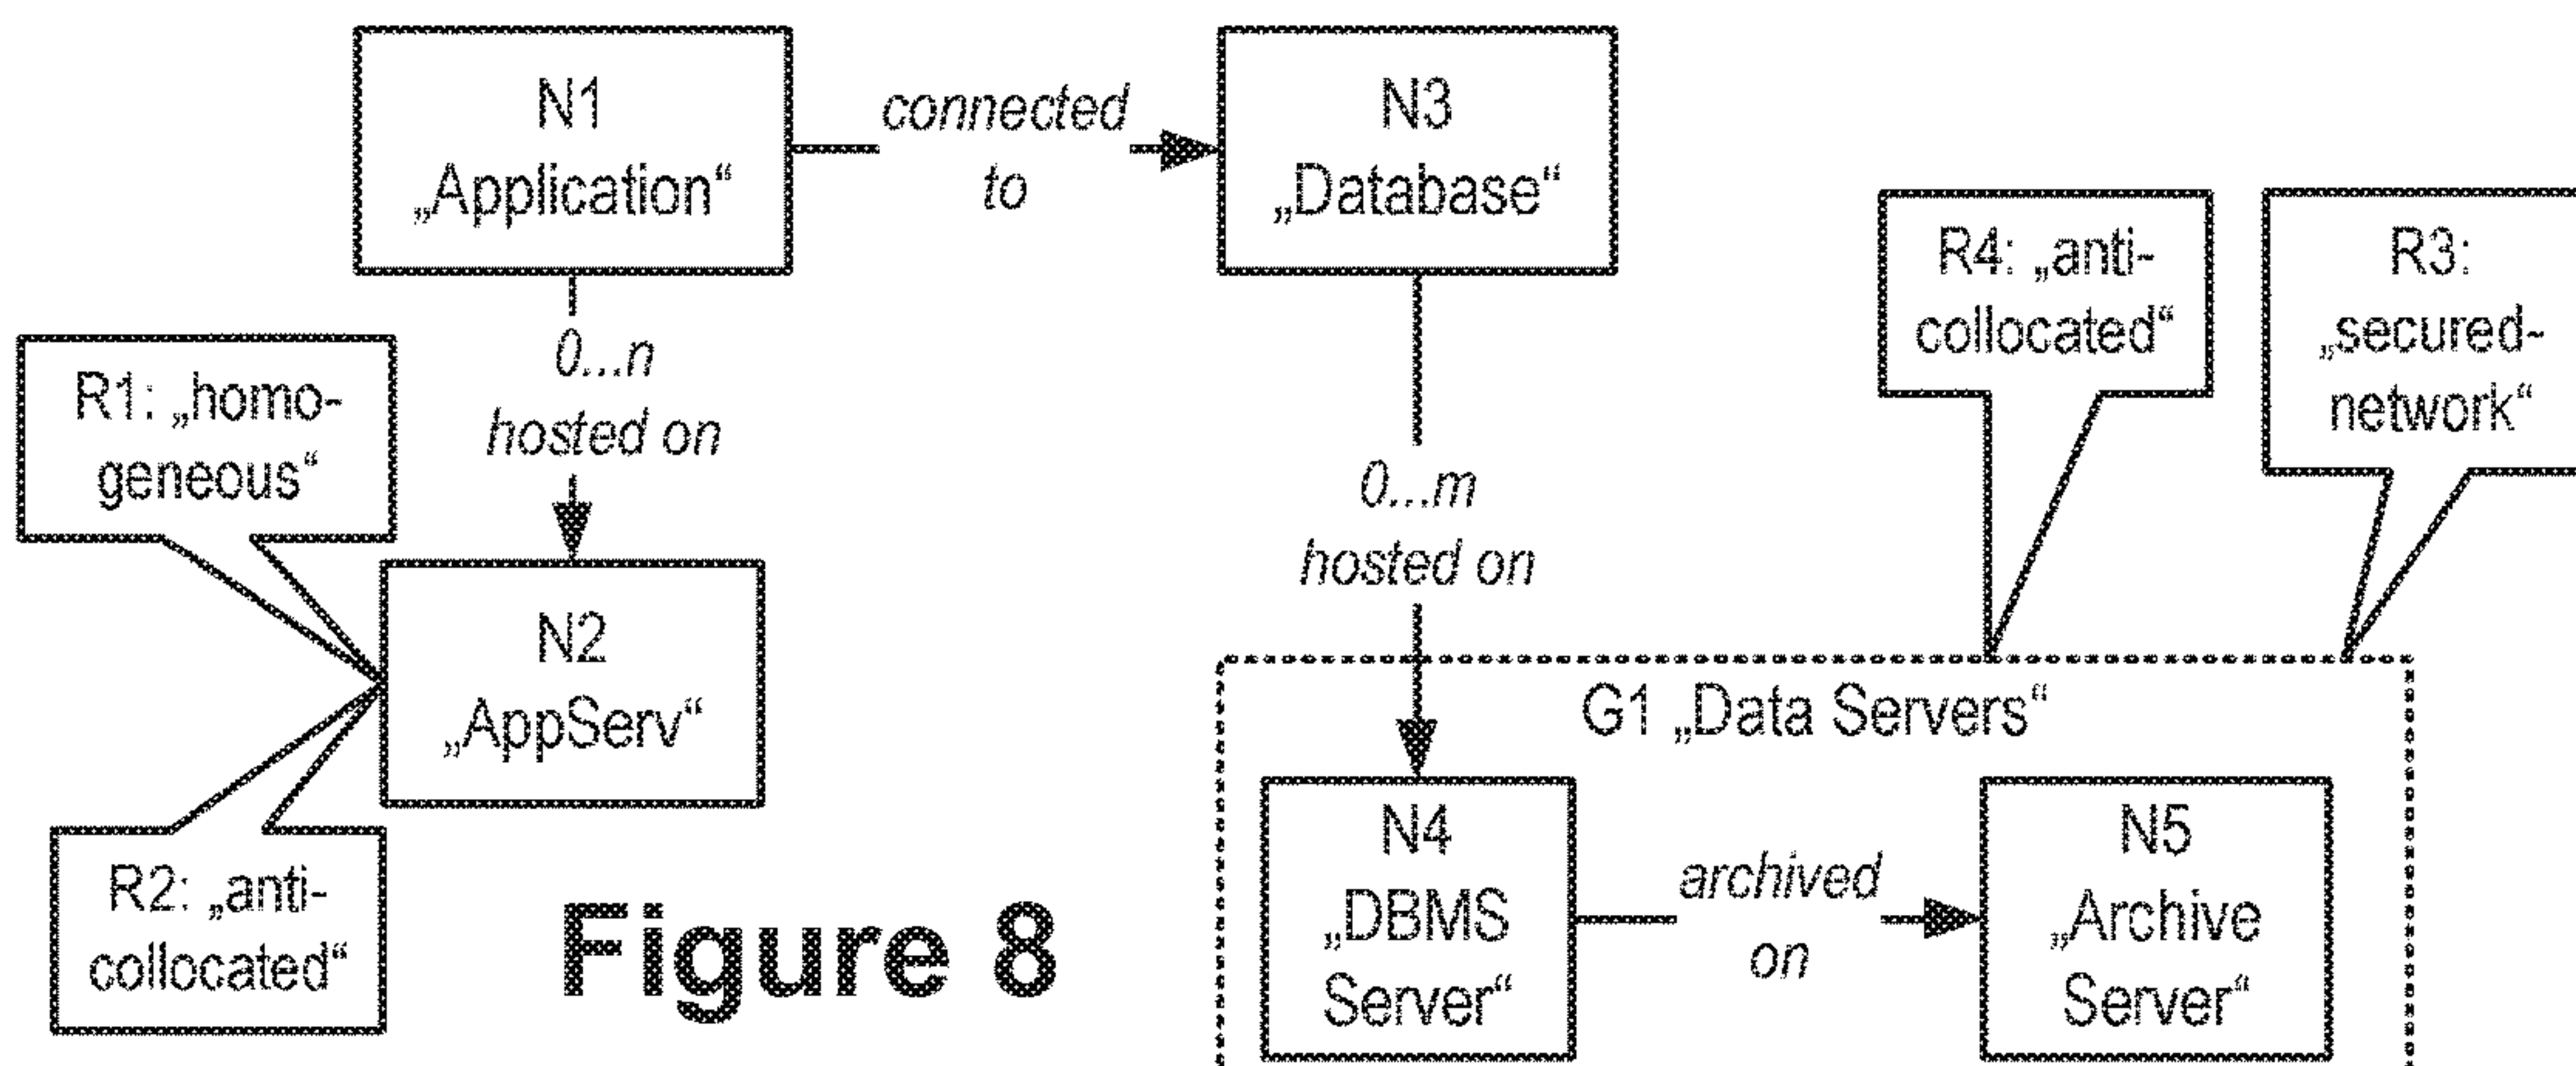 N1
„Application“
connected
to
N3
„Database“
R4: „anti-
collocated“
R3:
„secured-
network“
0...n
hosted on
R1: „homo-
geneous“
0...m
hosted on
N2
„AppServ“
G1 „Data Servers“
R2: „anti-
collocated“
N4
„DBMS
Server“
archived
on
N5
„Archive
Server“
Figure 8